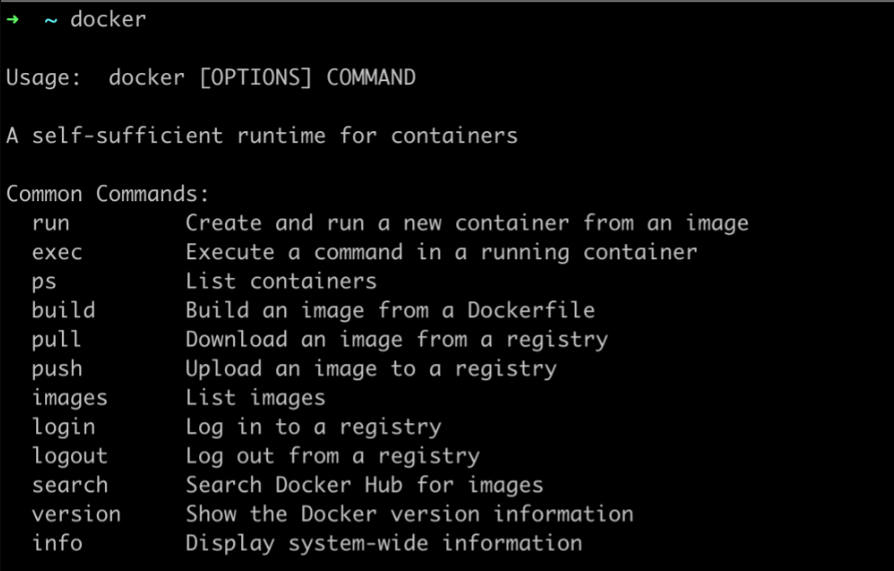 ➜  ~ docker
Usage:  docker [OPTIONS] COMMAND
A self-sufficient runtime for containers
Common Commands:
  run         Create and run a new container from an image
  exec        Execute a command in a running container
  ps          List containers
  build       Build an image from a Dockerfile
  pull        Download an image from a registry
  push        Upload an image to a registry
  images      List images
  login       Log in to a registry
  logout      Log out from a registry
  search      Search Docker Hub for images
  version     Show the Docker version information
  info        Display system-wide information